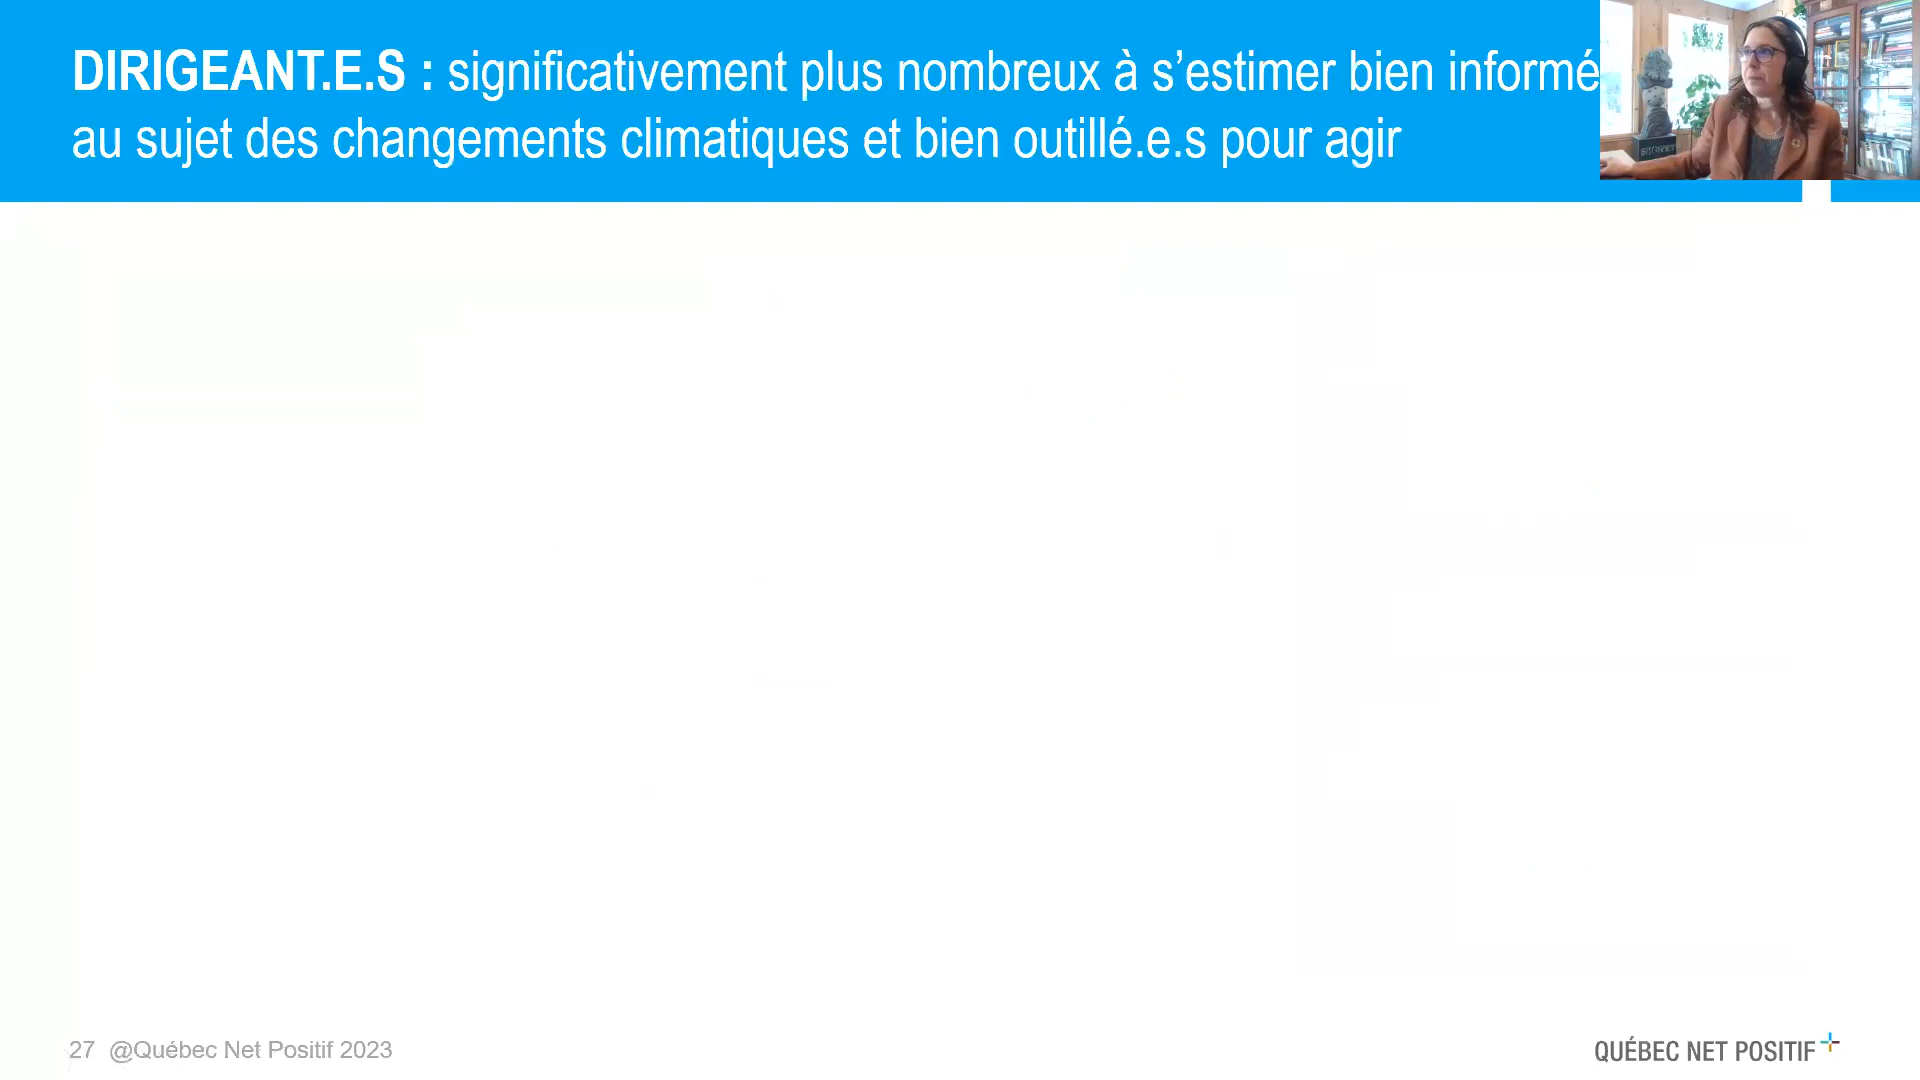 DIRIGEANT.E.S : significativement plus nombreux à s’estimer bien informé
au sujet des changements climatiques et bien outillé.e.s pour agir
27 @Québec Net Positif 2023
QUÉBEC NET POSITIF